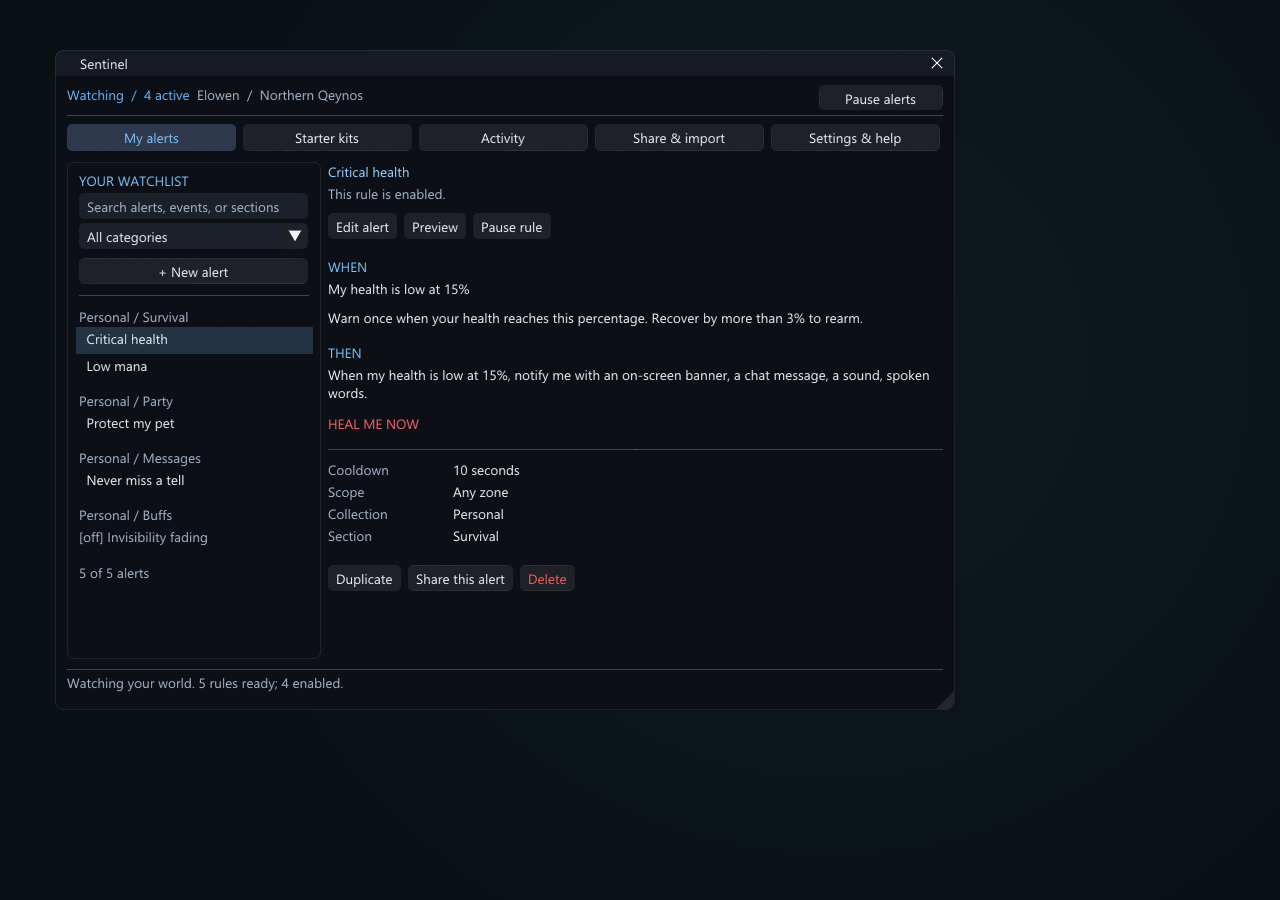 Sentinel
Watching / 4 active Elowen / Northern Qeynos
Pause alerts
My alerts
Starter kits
Activity
Share & import
Settings & help
YOUR WATCHLIST
Search alerts, events, or sections
All categories
+ New alert
Personal / Survival
Critical health
Low mana
Personal / Party
Protect my pet
Personal / Messages
Never miss a tell
Personal / Buffs
[off] Invisibility fading
5 of 5 alerts
Critical health
This rule is enabled.
Edit alert
Preview
Pause rule
WHEN
My health is low at 15%
Warn once when your health reaches this percentage. Recover by more than 3% to rearm.
THEN
When my health is low at 15%, notify me with an on-screen banner, a chat message, a sound, spoken
words.
HEAL ME NOW
Cooldown 10 seconds
Scope Any zone
Collection Personal
Section Survival
Duplicate
Share this alert
Delete
Watching your world. 5 rules ready; 4 enabled.